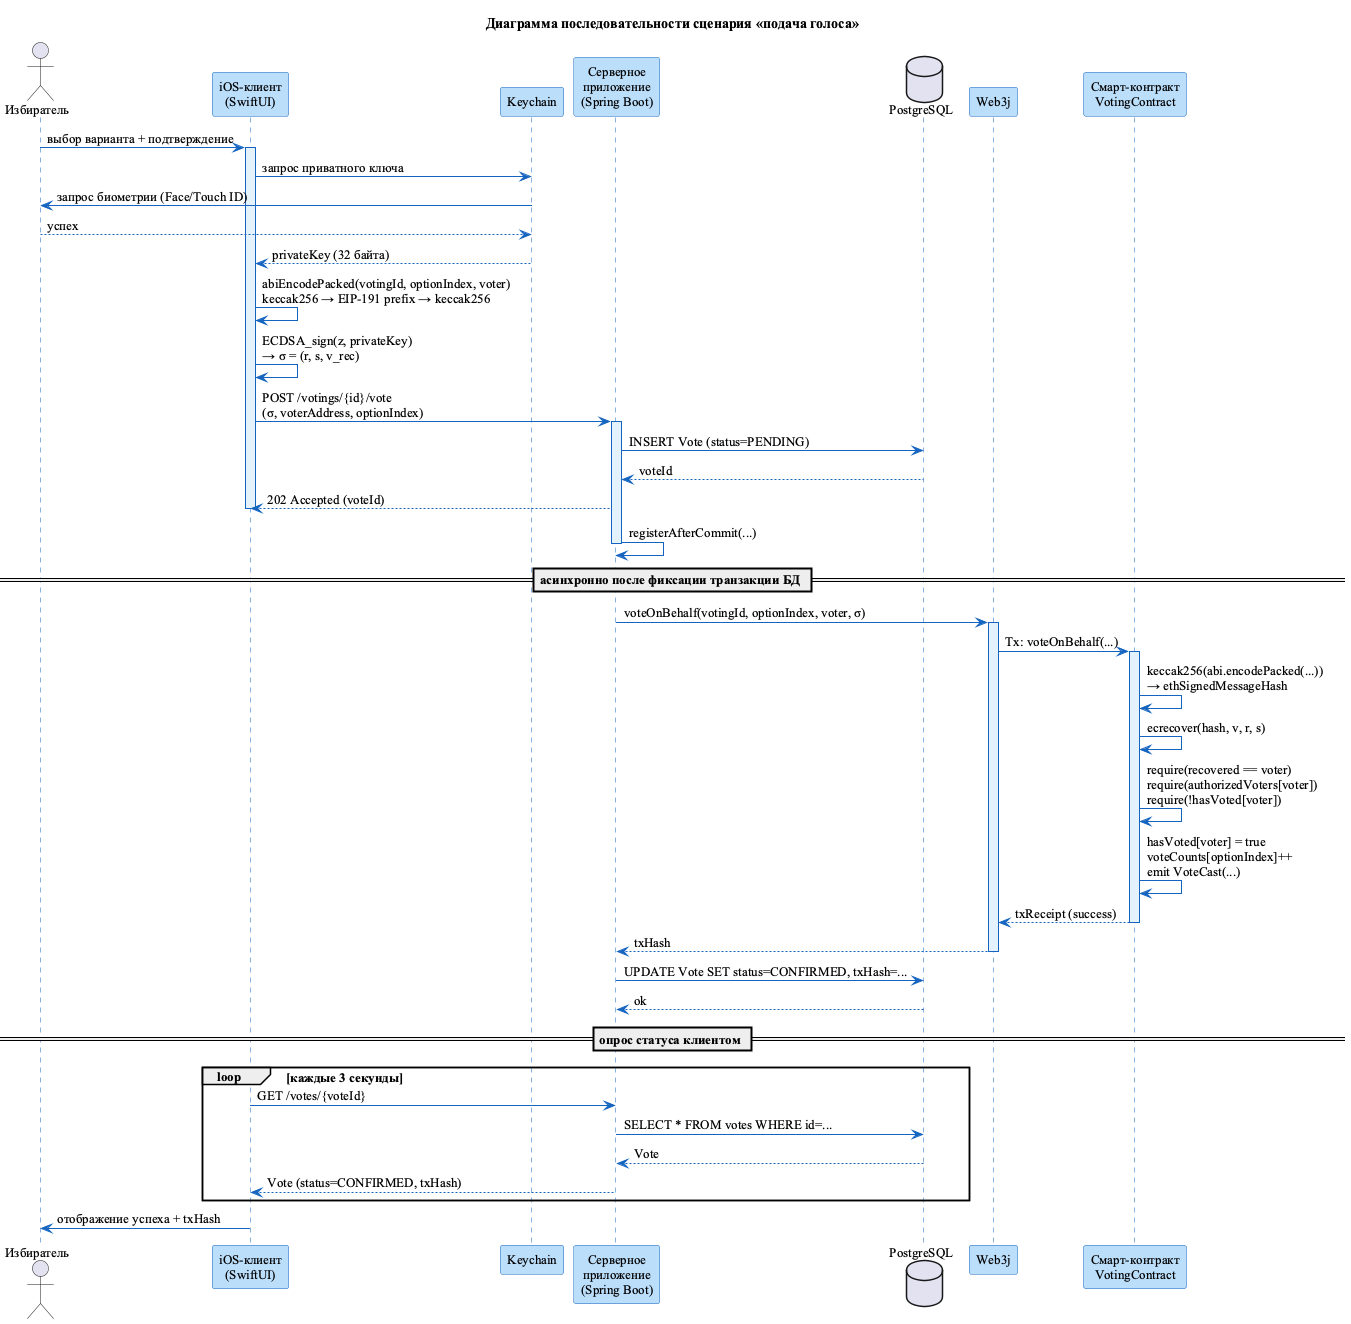 Диаграмма последовательности сценария «подача голоса»
Избиратель
iOS-клиент
(SwiftUI)
Keychain
Серверное
приложение
(Spring Boot)
PostgreSQL
Web3j
Смарт-контракт
VotingContract
выбор варианта + подтверждение
запрос приватного ключа
запрос биометрии (Face/Touch ID)
успех
privateKey (32 байта)
abiEncodePacked(votingId, optionIndex, voter)
keccak256 → EIP-191 prefix → keccak256
ECDSA_sign(z, privateKey)
→ σ = (r, s, v_rec)
POST /votings/{id}/vote
(σ, voterAddress, optionIndex)
INSERT Vote (status=PENDING)
voteId
202 Accepted (voteId)
registerAfterCommit(...)
асинхронно после фиксации транзакции БД
voteOnBehalf(votingId, optionIndex, voter, σ)
Tx: voteOnBehalf(...)
keccak256(abi.encodePacked(...))
→ ethSignedMessageHash
ecrecover(hash, v, r, s)
require(recovered == voter)
require(authorizedVoters[voter])
require(!hasVoted[voter])
hasVoted[voter] = true
voteCounts[optionIndex]++
emit VoteCast(...)
txReceipt (success)
txHash
UPDATE Vote SET status=CONFIRMED, txHash=...
ok
опрос статуса клиентом
loop [каждые 3 секунды]
GET /votes/{voteId}
SELECT * FROM votes WHERE id=...
Vote
Vote (status=CONFIRMED, txHash)
отображение успеха + txHash
Избиратель
iOS-клиент
(SwiftUI)
Keychain
Серверное
приложение
(Spring Boot)
PostgreSQL
Web3j
Смарт-контракт
VotingContract